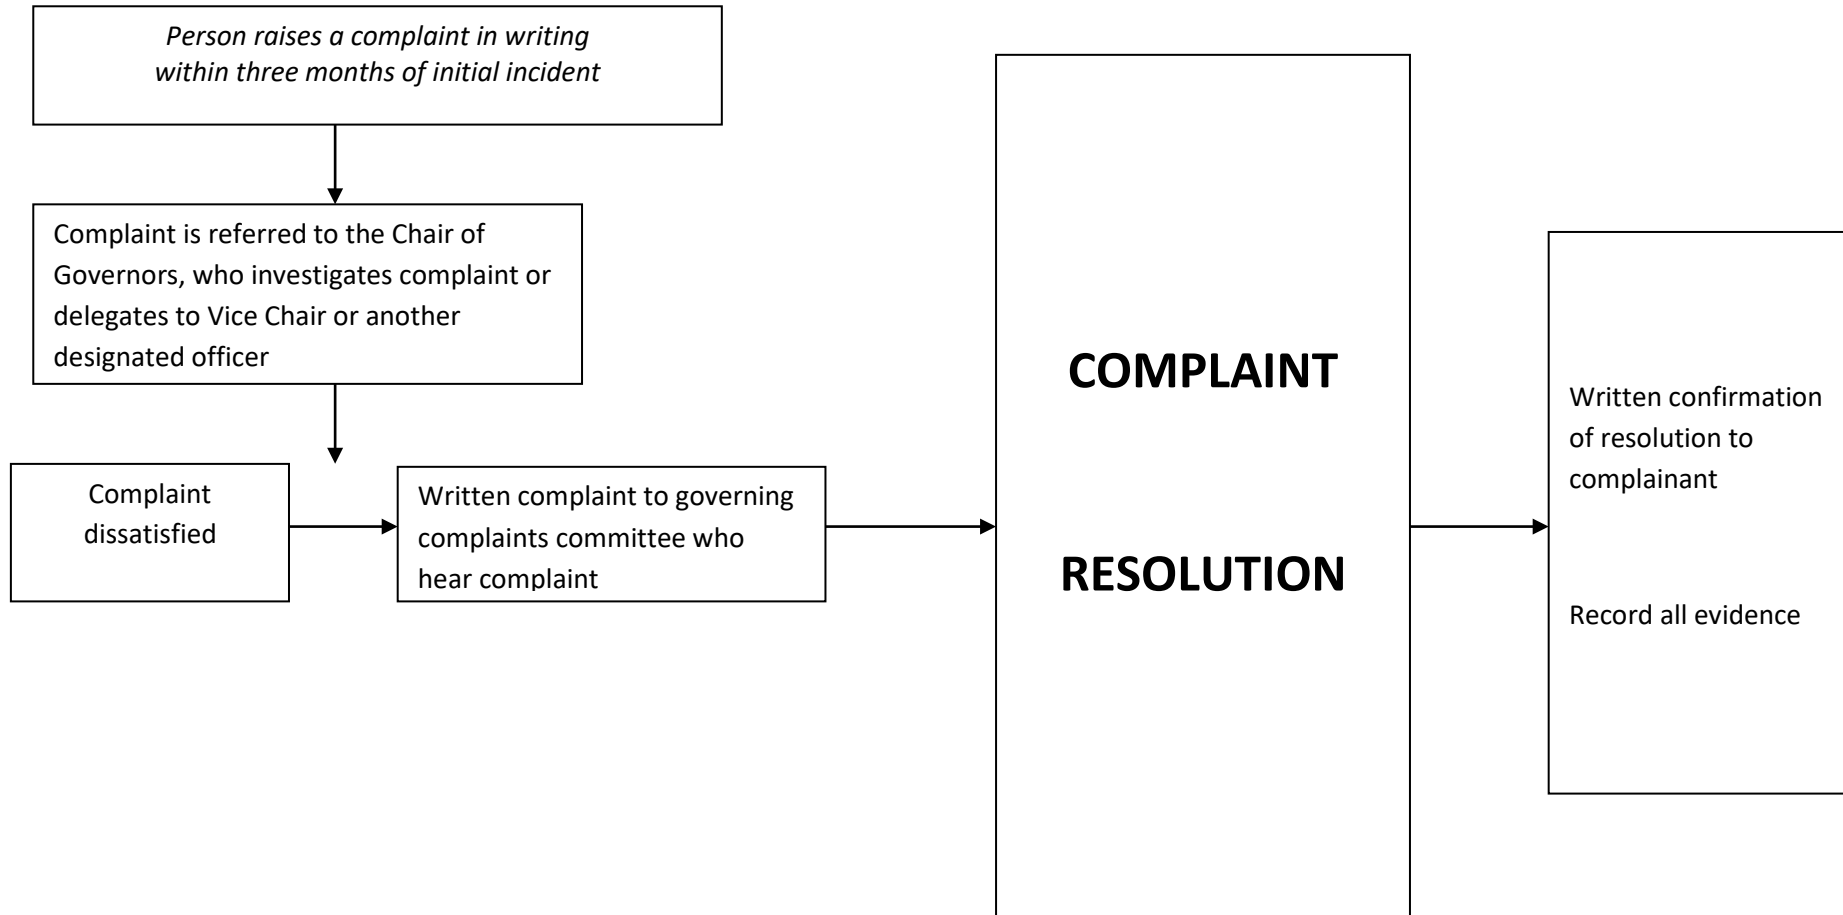 Person raises a complaint in writing
within three months of initial incident
Complaint is referred to the Chair of
Governors, who investigates complaint or
delegates to Vice Chair or another
designated officer
Complaint
dissatisfied
Written complaint to governing
complaints committee who
hear complaint
COMPLAINT
RESOLUTION
Written confirmation
of resolution to
complainant
Record all evidence